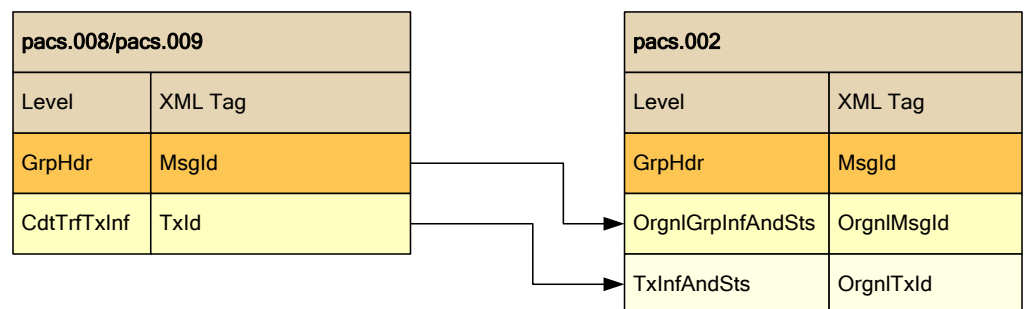 pacs.008/pacs.009
Level XML Tag
GrpHdr MsgId
CdtTrfTxInf TxId
pacs.002
Level XML Tag
GrpHdr MsgId
OrgnlGrpInfAndSts OrgnlMsgId
TxInfAndSts OrgnlTxId